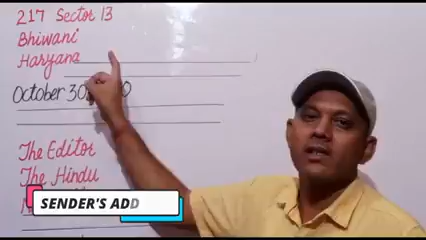 217 Sector 13
Bhiwani
Haryana
October 30,
The Editor
The Hindu
SENDER'S ADD